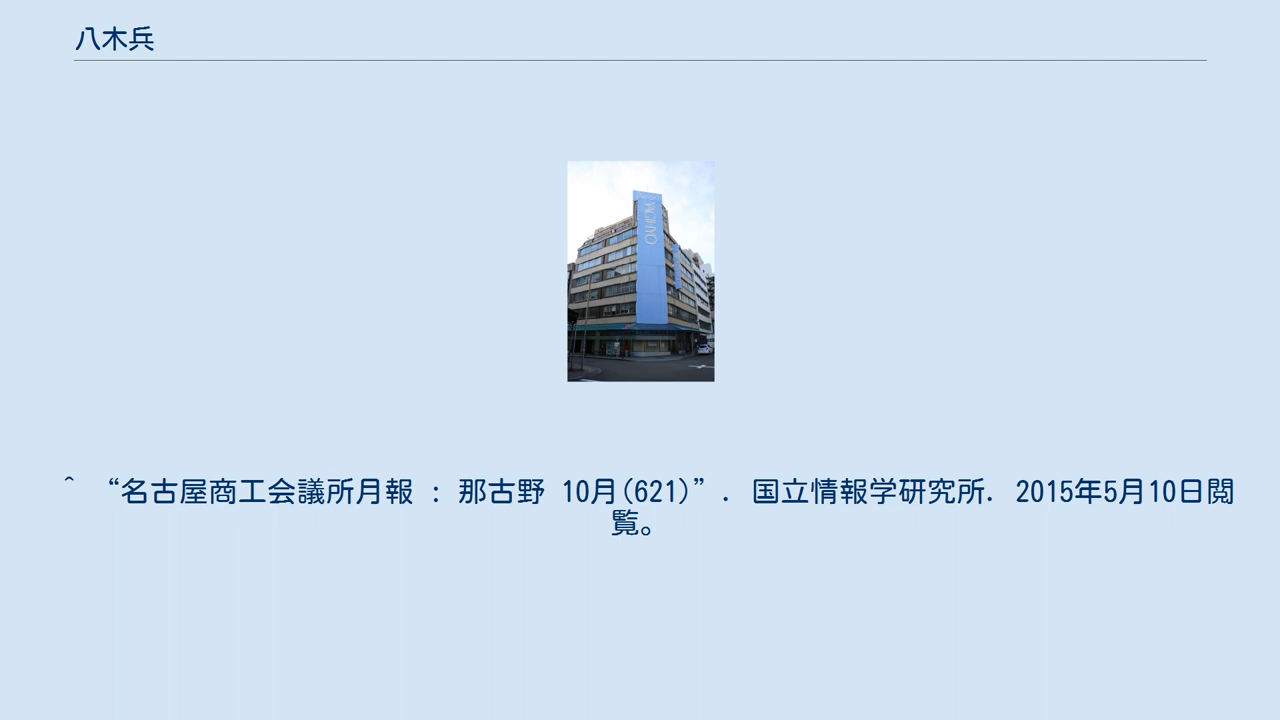 八木兵
YAGIHYO
^ “名古屋商工会議所月報 : 那古野 10月(621)”. 国立情報学研究所. 2015年5月10日閲
覧。